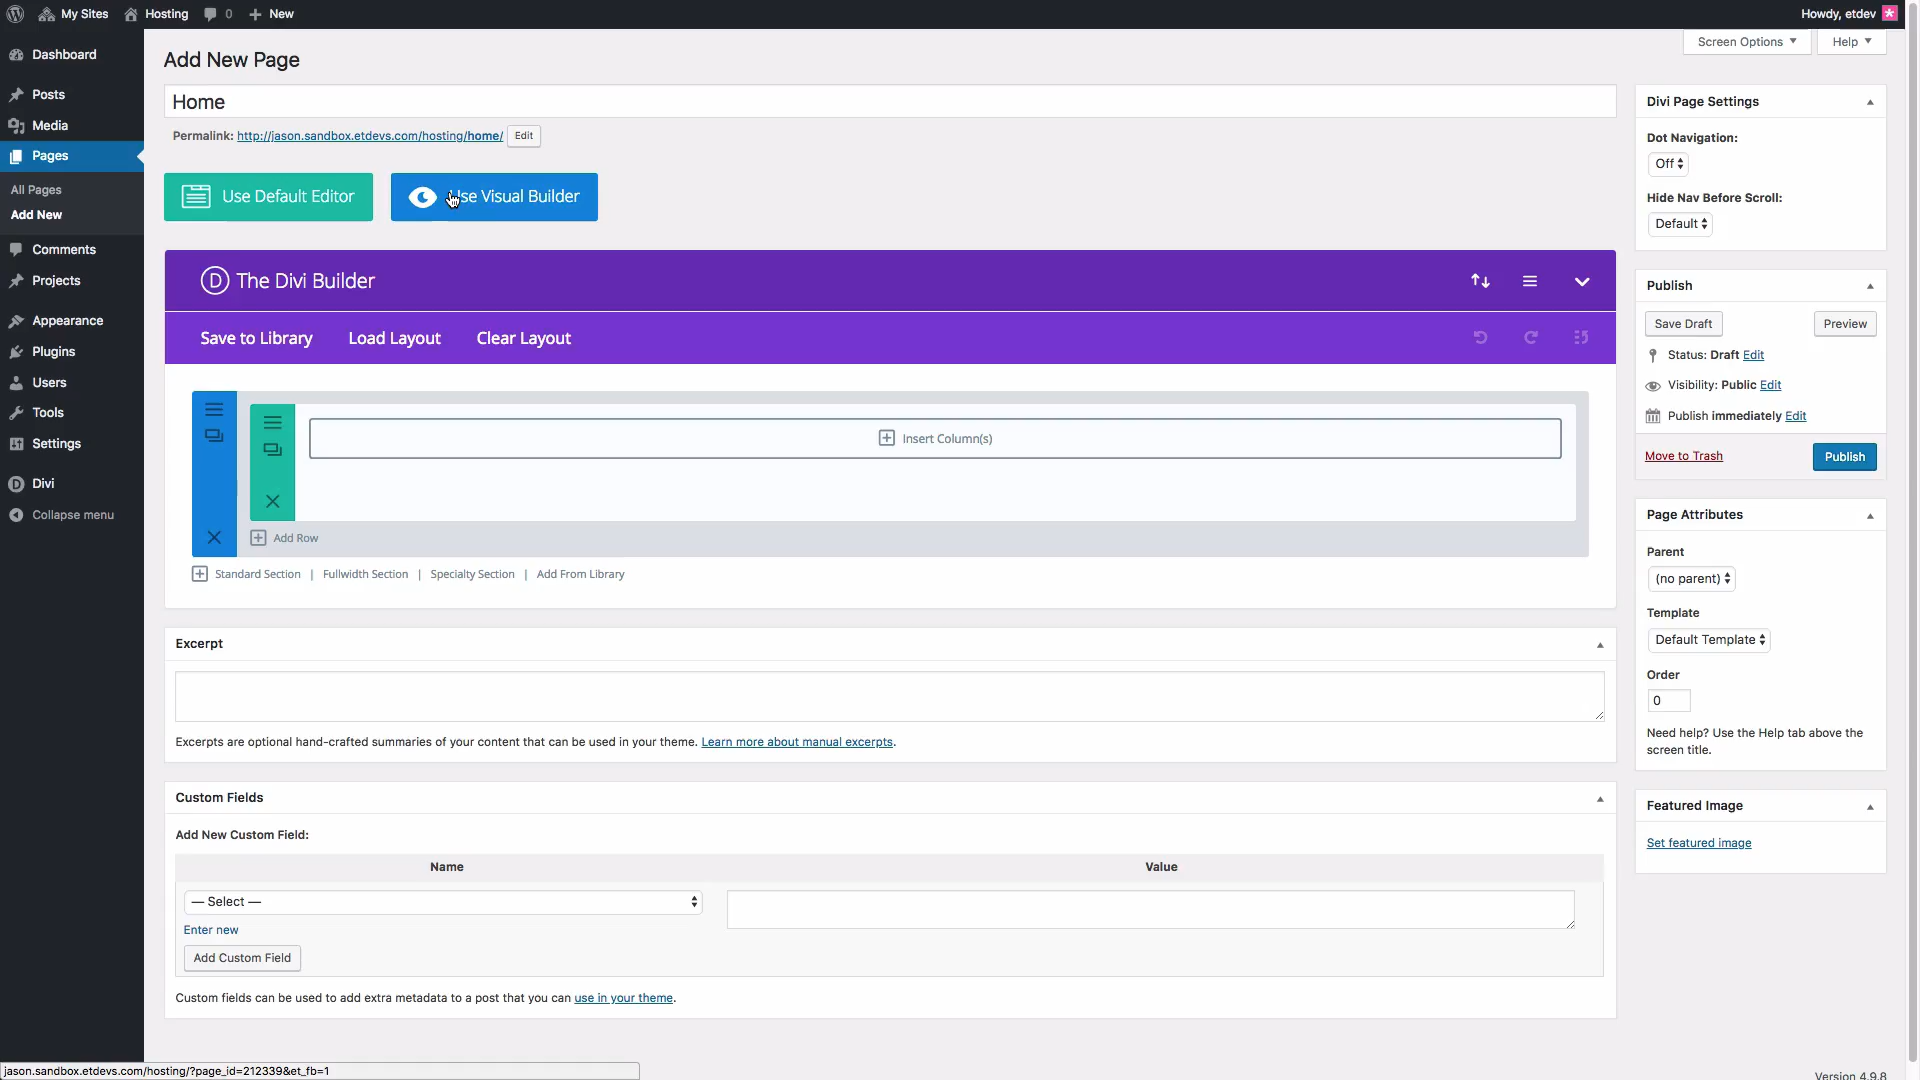 My Sites
Hosting
0
New
Howdy, etdev
Screen Options
Help
Dashboard
Posts
Media
Pages
All Pages
Add New
Comments
Projects
Appearance
Plugins
Users
Tools
Settings
Divi
Collapse menu
Add New Page
Home
Permalink: http://jason.sandbox.etdevs.com/hosting/home/ Edit
Use Default Editor
Use Visual Builder
D The Divi Builder
Save to Library Load Layout Clear Layout
Insert Column(s)
Add Row
Standard Section | Fullwidth Section | Specialty Section | Add From Library
Excerpt
Excerpts are optional hand-crafted summaries of your content that can be used in your theme. Learn more about manual excerpts.
Custom Fields
Add New Custom Field:
Name Value
— Select —
Enter new
Add Custom Field
Custom fields can be used to add extra metadata to a post that you can use in your theme.
Divi Page Settings
Dot Navigation:
Off
Hide Nav Before Scroll:
Default
Publish
Save Draft Preview
Status: Draft Edit
Visibility: Public Edit
Publish immediately Edit
Move to Trash Publish
Page Attributes
Parent
(no parent)
Template
Default Template
Order
0
Need help? Use the Help tab above the
screen title.
Featured Image
Set featured image
jason.sandbox.etdevs.com/hosting/?page_id=212339&et_fb=1
Version 4.9.8